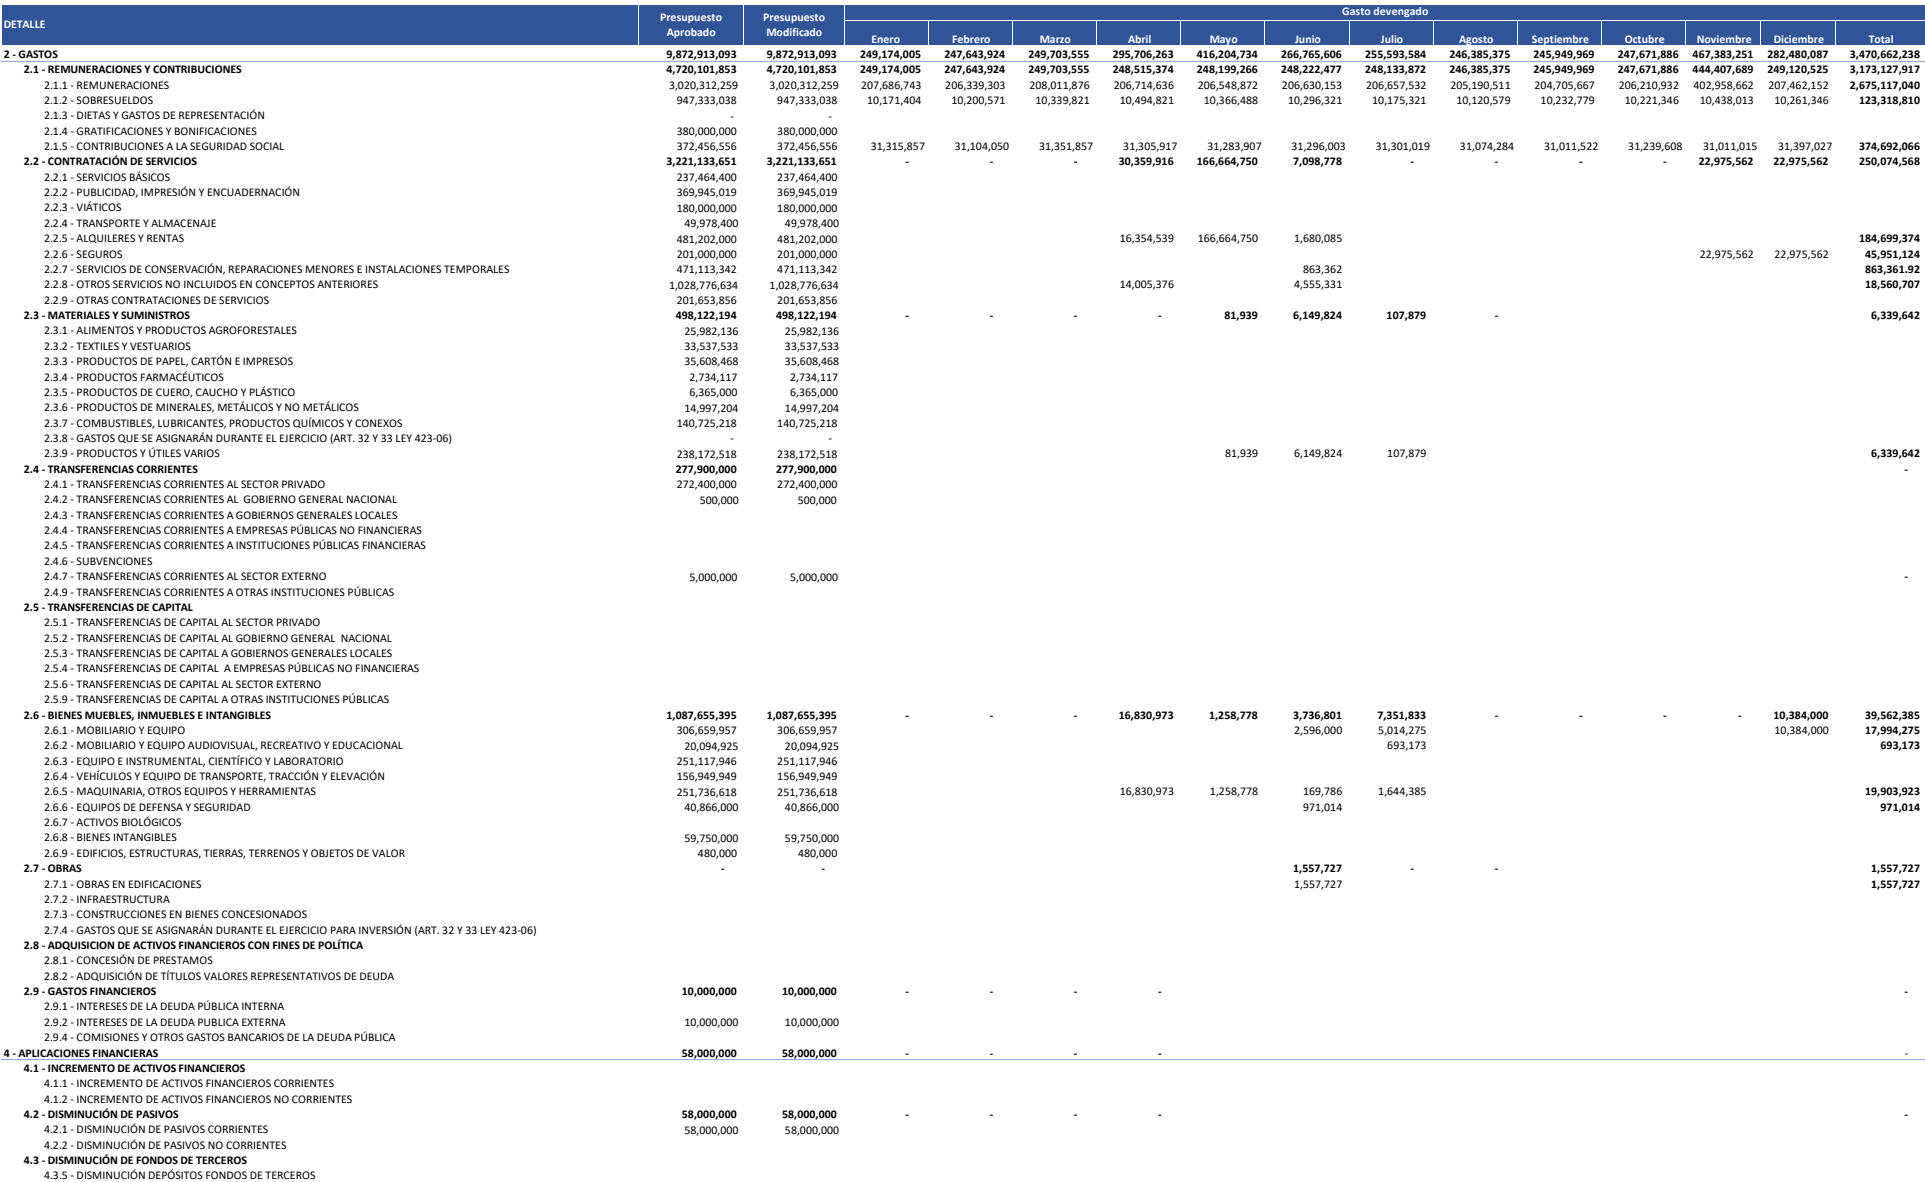 DETALLE Presupuesto Aprobado Presupuesto Modificado Gasto devengado
Enero Febrero Marzo Abril Mayo Junio Julio Agosto Septiembre Octubre Noviembre Diciembre Total
2 - GASTOS 9,872,913,093 9,872,913,093 249,174,005 247,643,924 249,703,555 295,706,263 416,204,734 266,765,606 255,593,584 246,385,375 245,949,969 247,671,886 467,383,251 282,480,087 3,470,662,238
2.1 - REMUNERACIONES Y CONTRIBUCIONES 4,720,101,853 4,720,101,853 249,174,005 247,643,924 249,703,555 248,515,374 248,199,266 248,222,477 248,133,872 246,385,375 245,949,969 247,671,886 444,407,689 249,120,525 3,173,127,917
2.1.1 - REMUNERACIONES 3,020,312,259 3,020,312,259 207,686,743 206,339,303 208,011,876 206,714,636 206,548,872 206,630,153 206,657,532 205,190,511 204,705,667 206,210,932 402,958,662 207,462,152 2,675,117,040
2.1.2 - SOBRESUELDOS 947,333,038 947,333,038 10,171,404 10,200,571 10,339,821 10,494,821 10,366,488 10,296,321 10,175,321 10,120,579 10,232,779 10,221,346 10,438,013 10,261,346 123,318,810
2.1.3 - DIETAS Y GASTOS DE REPRESENTACIÓN - -
2.1.4 - GRATIFICACIONES Y BONIFICACIONES 380,000,000 380,000,000
2.1.5 - CONTRIBUCIONES A LA SEGURIDAD SOCIAL 372,456,556 372,456,556 31,315,857 31,104,050 31,351,857 31,305,917 31,283,907 31,296,003 31,301,019 31,074,284 31,011,522 31,239,608 31,011,015 31,397,027 374,692,066
2.2 - CONTRATACIÓN DE SERVICIOS 3,221,133,651 3,221,133,651 - - - 30,359,916 166,664,750 7,098,778 - - - - 22,975,562 22,975,562 250,074,568
2.2.1 - SERVICIOS BÁSICOS 237,464,400 237,464,400
2.2.2 - PUBLICIDAD, IMPRESIÓN Y ENCUADERNACIÓN 369,945,019 369,945,019
2.2.3 - VIÁTICOS 180,000,000 180,000,000
2.2.4 - TRANSPORTE Y ALMACENAJE 49,978,400 49,978,400
2.2.5 - ALQUILERES Y RENTAS 481,202,000 481,202,000 16,354,539 166,664,750 1,680,085 184,699,374
2.2.6 - SEGUROS 201,000,000 201,000,000 22,975,562 22,975,562 45,951,124
2.2.7 - SERVICIOS DE CONSERVACIÓN, REPARACIONES MENORES E INSTALACIONES TEMPORALES 471,113,342 471,113,342 863,362 863,361.92
2.2.8 - OTROS SERVICIOS NO INCLUIDOS EN CONCEPTOS ANTERIORES 1,028,776,634 1,028,776,634 14,005,376 4,555,331 18,560,707
2.2.9 - OTRAS CONTRATACIONES DE SERVICIOS 201,653,856 201,653,856
2.3 - MATERIALES Y SUMINISTROS 498,122,194 498,122,194 - - - - 81,939 6,149,824 107,879 - 6,339,642
2.3.1 - ALIMENTOS Y PRODUCTOS AGROFORESTALES 25,982,136 25,982,136
2.3.2 - TEXTILES Y VESTUARIOS 33,537,533 33,537,533
2.3.3 - PRODUCTOS DE PAPEL, CARTÓN E IMPRESOS 35,608,468 35,608,468
2.3.4 - PRODUCTOS FARMACÉUTICOS 2,734,117 2,734,117
2.3.5 - PRODUCTOS DE CUERO, CAUCHO Y PLÁSTICO 6,365,000 6,365,000
2.3.6 - PRODUCTOS DE MINERALES, METÁLICOS Y NO METÁLICOS 14,997,204 14,997,204
2.3.7 - COMBUSTIBLES, LUBRICANTES, PRODUCTOS QUÍMICOS Y CONEXOS 140,725,218 140,725,218
2.3.8 - GASTOS QUE SE ASIGNARÁN DURANTE EL EJERCICIO (ART. 32 Y 33 LEY 423-06) - -
2.3.9 - PRODUCTOS Y ÚTILES VARIOS 238,172,518 238,172,518 81,939 6,149,824 107,879 6,339,642
2.4 - TRANSFERENCIAS CORRIENTES 277,900,000 277,900,000 -
2.4.1 - TRANSFERENCIAS CORRIENTES AL SECTOR PRIVADO 272,400,000 272,400,000
2.4.2 - TRANSFERENCIAS CORRIENTES AL GOBIERNO GENERAL NACIONAL 500,000 500,000
2.4.3 - TRANSFERENCIAS CORRIENTES A GOBIERNOS GENERALES LOCALES
2.4.4 - TRANSFERENCIAS CORRIENTES A EMPRESAS PÚBLICAS NO FINANCIERAS
2.4.5 - TRANSFERENCIAS CORRIENTES A INSTITUCIONES PÚBLICAS FINANCIERAS
2.4.6 - SUBVENCIONES
2.4.7 - TRANSFERENCIAS CORRIENTES AL SECTOR EXTERNO 5,000,000 5,000,000 -
2.4.9 - TRANSFERENCIAS CORRIENTES A OTRAS INSTITUCIONES PÚBLICAS
2.5 - TRANSFERENCIAS DE CAPITAL
2.5.1 - TRANSFERENCIAS DE CAPITAL AL SECTOR PRIVADO
2.5.2 - TRANSFERENCIAS DE CAPITAL AL GOBIERNO GENERAL NACIONAL
2.5.3 - TRANSFERENCIAS DE CAPITAL A GOBIERNOS GENERALES LOCALES
2.5.4 - TRANSFERENCIAS DE CAPITAL A EMPRESAS PÚBLICAS NO FINANCIERAS
2.5.6 - TRANSFERENCIAS DE CAPITAL AL SECTOR EXTERNO
2.5.9 - TRANSFERENCIAS DE CAPITAL A OTRAS INSTITUCIONES PÚBLICAS
2.6 - BIENES MUEBLES, INMUEBLES E INTANGIBLES 1,087,655,395 1,087,655,395 - - - 16,830,973 1,258,778 3,736,801 7,351,833 - - - - 10,384,000 39,562,385
2.6.1 - MOBILIARIO Y EQUIPO 306,659,957 306,659,957 2,596,000 5,014,275 10,384,000 17,994,275
2.6.2 - MOBILIARIO Y EQUIPO AUDIOVISUAL, RECREATIVO Y EDUCACIONAL 20,094,925 20,094,925 693,173 693,173
2.6.3 - EQUIPO E INSTRUMENTAL, CIENTÍFICO Y LABORATORIO 251,117,946 251,117,946
2.6.4 - VEHÍCULOS Y EQUIPO DE TRANSPORTE, TRACCIÓN Y ELEVACIÓN 156,949,949 156,949,949
2.6.5 - MAQUINARIA, OTROS EQUIPOS Y HERRAMIENTAS 251,736,618 251,736,618 16,830,973 1,258,778 169,786 1,644,385 19,903,923
2.6.6 - EQUIPOS DE DEFENSA Y SEGURIDAD 40,866,000 40,866,000 971,014 971,014
2.6.7 - ACTIVOS BIOLÓGICOS
2.6.8 - BIENES INTANGIBLES 59,750,000 59,750,000
2.6.9 - EDIFICIOS, ESTRUCTURAS, TIERRAS, TERRENOS Y OBJETOS DE VALOR 480,000 480,000
2.7 - OBRAS - - 1,557,727 - - 1,557,727
2.7.1 - OBRAS EN EDIFICACIONES 1,557,727 1,557,727
2.7.2 - INFRAESTRUCTURA
2.7.3 - CONSTRUCCIONES EN BIENES CONCESIONADOS
2.7.4 - GASTOS QUE SE ASIGNARÁN DURANTE EL EJERCICIO PARA INVERSIÓN (ART. 32 Y 33 LEY 423-06)
2.8 - ADQUISICION DE ACTIVOS FINANCIEROS CON FINES DE POLÍTICA
2.8.1 - CONCESIÓN DE PRESTAMOS
2.8.2 - ADQUISICIÓN DE TÍTULOS VALORES REPRESENTATIVOS DE DEUDA
2.9 - GASTOS FINANCIEROS 10,000,000 10,000,000 - - - - -
2.9.1 - INTERESES DE LA DEUDA PÚBLICA INTERNA
2.9.2 - INTERESES DE LA DEUDA PUBLICA EXTERNA 10,000,000 10,000,000
2.9.4 - COMISIONES Y OTROS GASTOS BANCARIOS DE LA DEUDA PÚBLICA
4 - APLICACIONES FINANCIERAS 58,000,000 58,000,000 - - - - -
4.1 - INCREMENTO DE ACTIVOS FINANCIEROS
4.1.1 - INCREMENTO DE ACTIVOS FINANCIEROS CORRIENTES
4.1.2 - INCREMENTO DE ACTIVOS FINANCIEROS NO CORRIENTES
4.2 - DISMINUCIÓN DE PASIVOS 58,000,000 58,000,000 - - - - -
4.2.1 - DISMINUCIÓN DE PASIVOS CORRIENTES 58,000,000 58,000,000
4.2.2 - DISMINUCIÓN DE PASIVOS NO CORRIENTES
4.3 - DISMINUCIÓN DE FONDOS DE TERCEROS
4.3.5 - DISMINUCIÓN DEPÓSITOS FONDOS DE TERCEROS